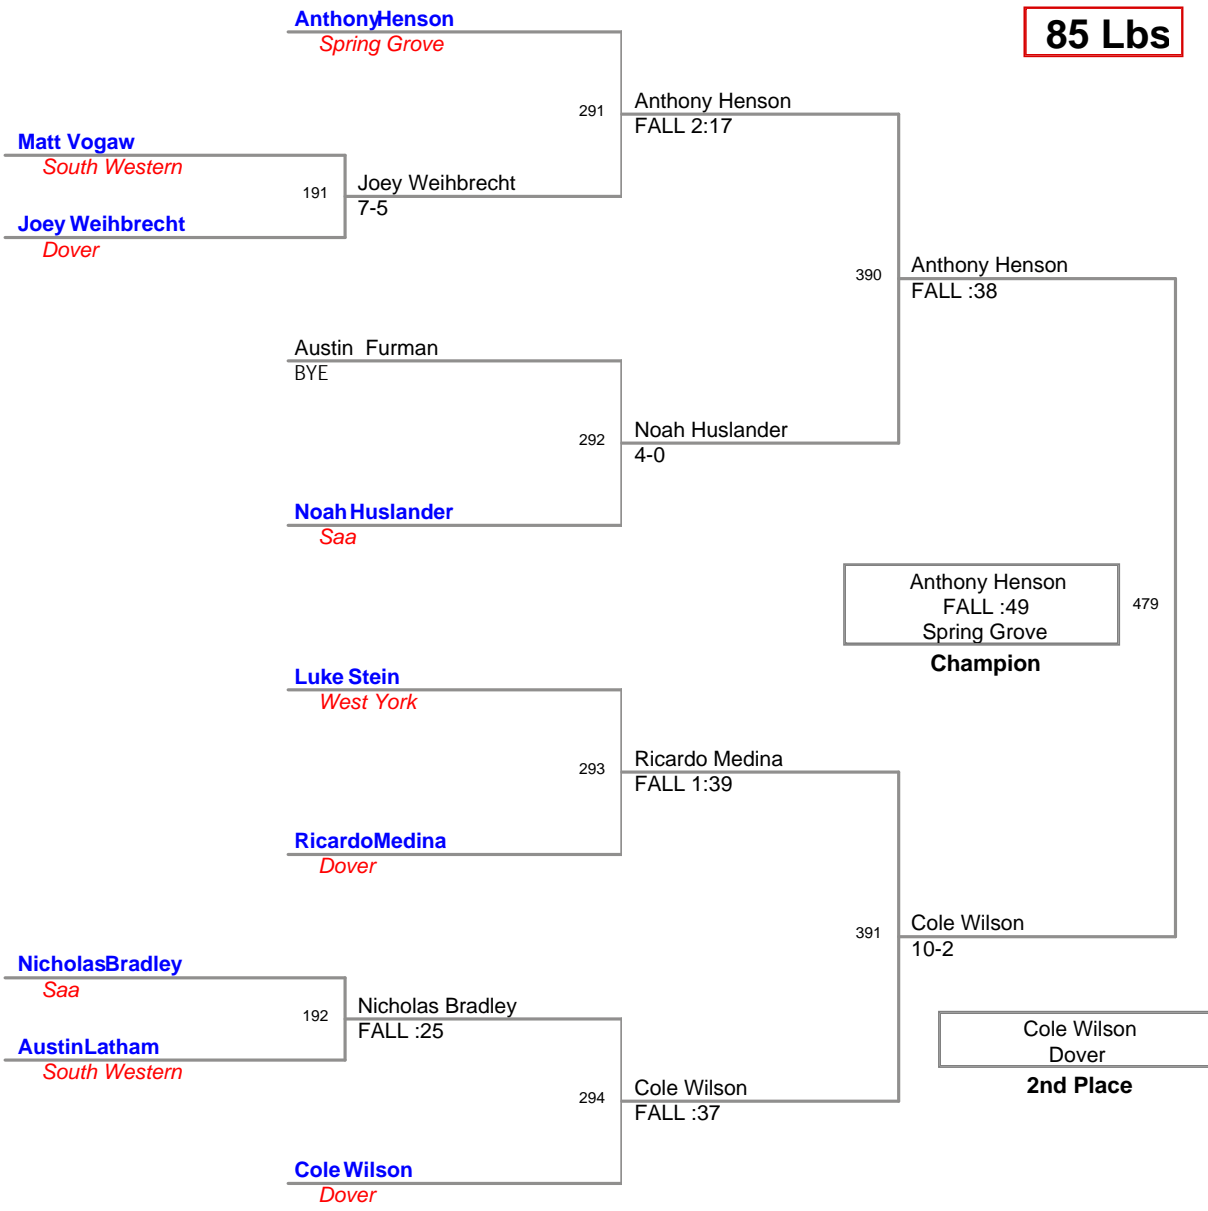 AnthonyHenson
Spring Grove
85 Lbs
291
Anthony Henson
FALL 2:17
Matt Vogaw
South Western
191
Joey Weihbrecht
7-5
Joey Weihbrecht
Dover
390
Anthony Henson
FALL :38
Austin Furman
BYE
292
Noah Huslander
4-0
Noah Huslander
Saa
Anthony Henson
FALL :49
Spring Grove
479
Champion
Luke Stein
West York
293
Ricardo Medina
FALL 1:39
RicardoMedina
Dover
391
Cole Wilson
10-2
NicholasBradley
Saa
192
Nicholas Bradley
FALL :25
AustinLatham
South Western
Cole Wilson
Dover
2nd Place
294
Cole Wilson
FALL :37
Cole Wilson
Dover